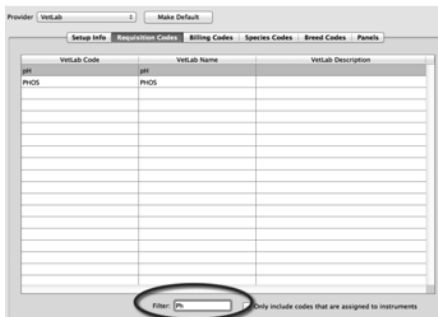 Provider VetLab Make Default
Setup Info Requisition Codes Billing Codes Species Codes Breed Codes Panels
VetLab Code VetLab Name VetLab Description
pH pH
PHOS PHOS
Filter: Ph Only include codes that are assigned to instruments